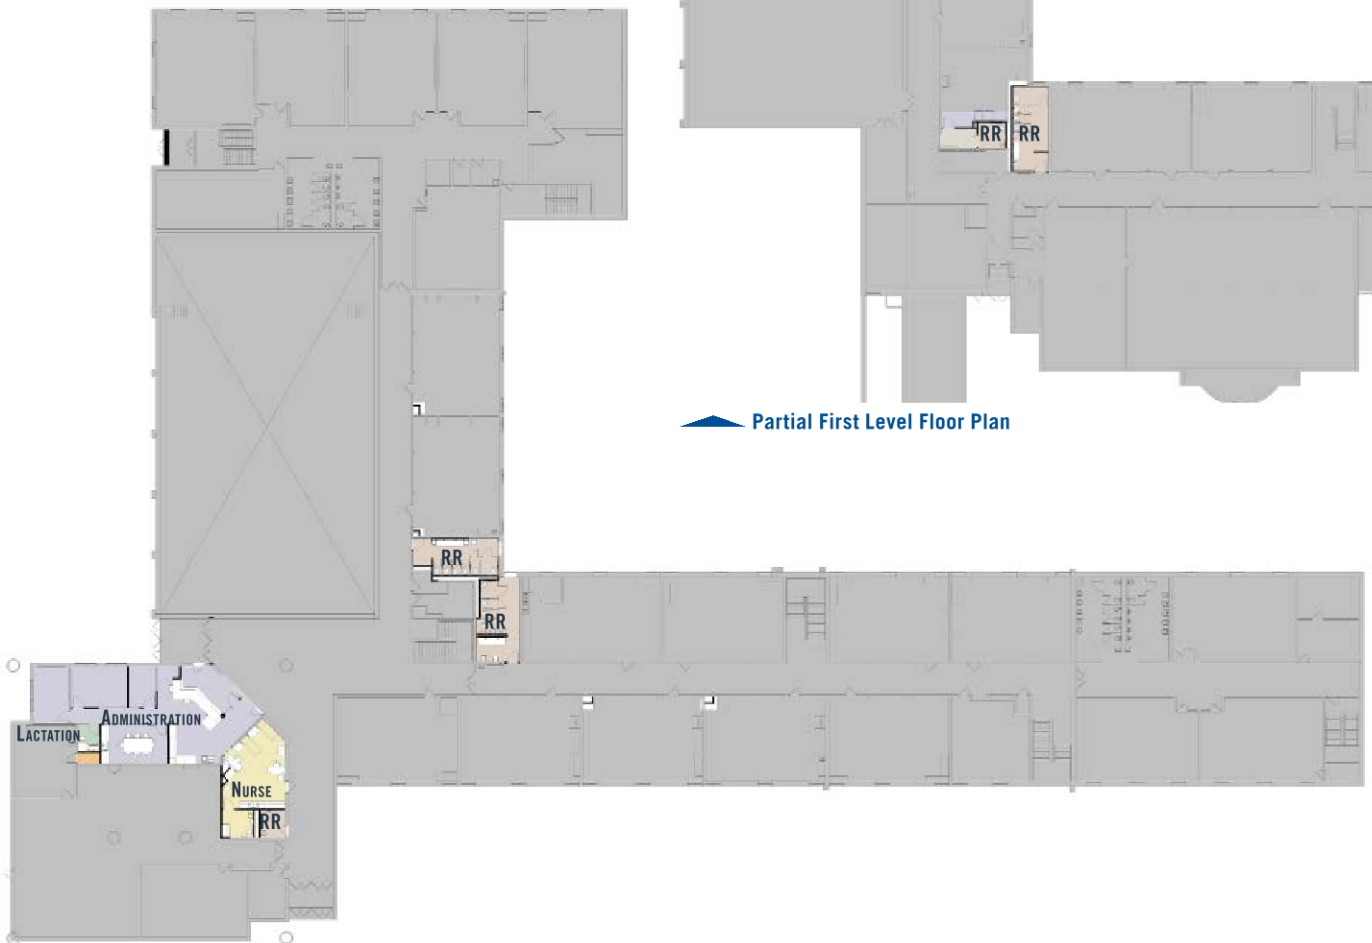 RR
RR
Partial First Level Floor Plan
RR
RR
ADMINISTRATION
LACTATION
NURSE
RR